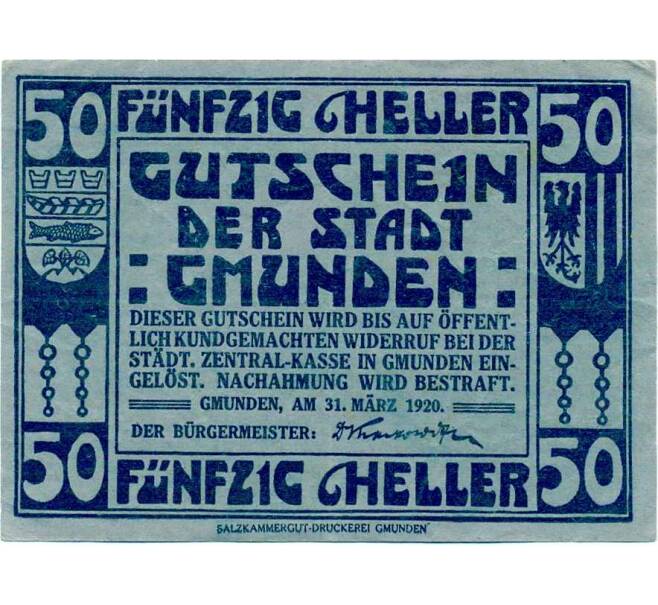 50 FÜNFZIG HELLER 50
GUTSCHEIN
DER STADT
: GMUNDEN :
DIESER GUTSCHEIN WIRD BIS AUF ÖFFENT-
LICH KUNDGEMACHTEN WIDERRUF BEI DER
STÄDT. ZENTRAL-KASSE IN GMUNDEN EIN-
GELÖST. NACHAHMUNG WIRD BESTRAFT.
GMUNDEN, AM 31. MÄRZ 1920.
DER BÜRGERMEISTER:
50 FÜNFZIG HELLER 50
SALZKAMMERGUT-DRUCKEREI GMUNDEN